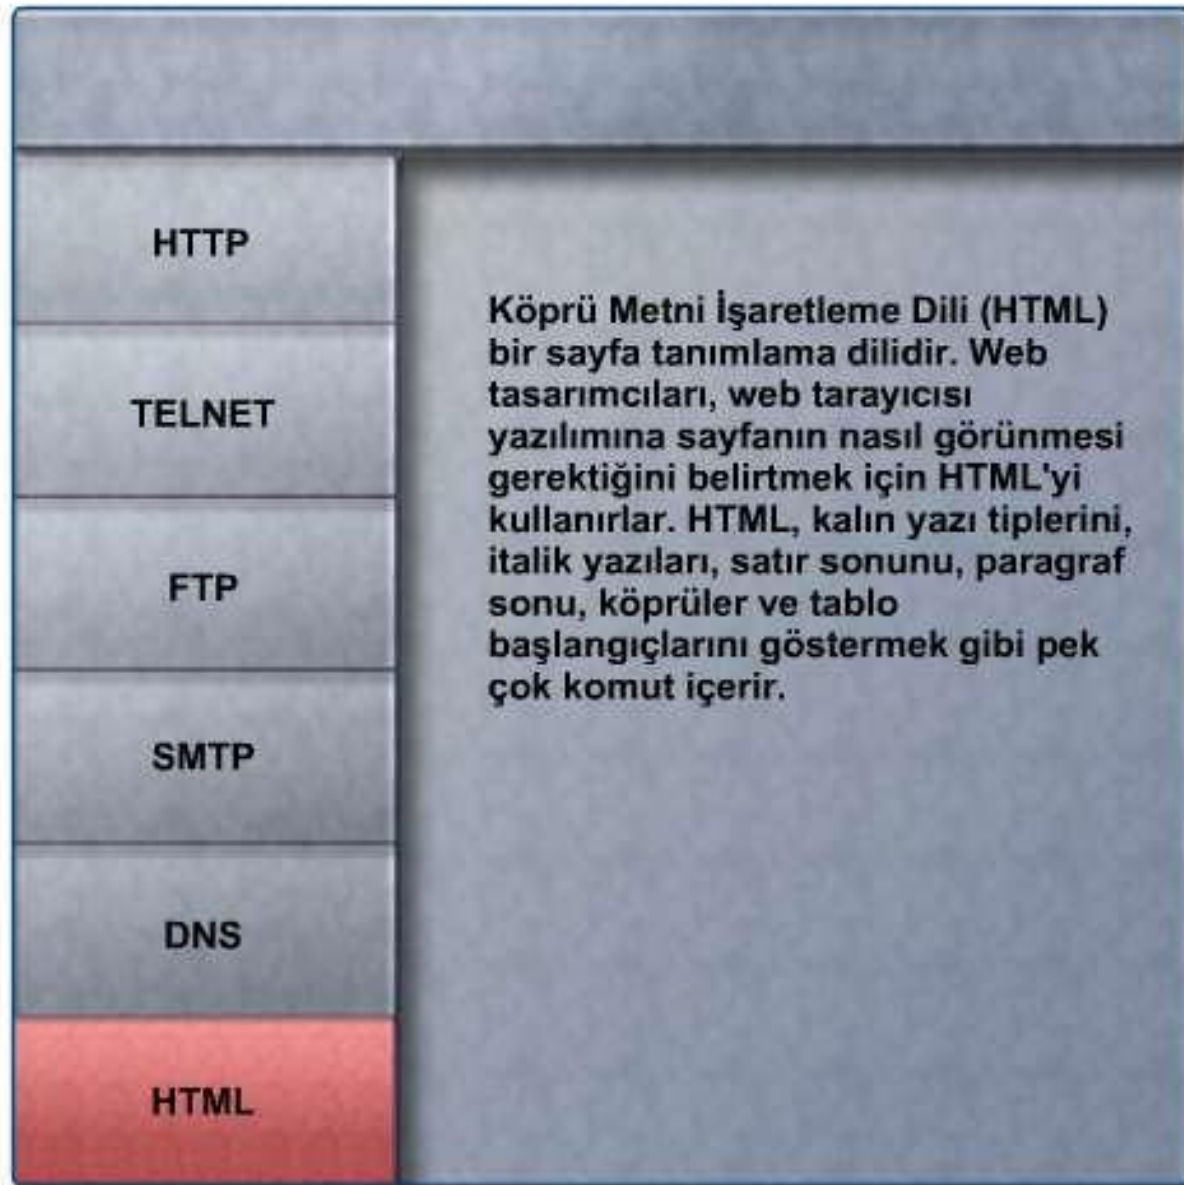 HTTP
TELNET
FTP
SMTP
DNS
HTML
Köprü Metni İşaretleme Dili (HTML)
bir sayfa tanımlama dilidir. Web
tasarımcıları, web tarayıcısı
yazılımına sayfanın nasıl görünmesi
gerektiğini belirtmek için HTML'yi
kullanırlar. HTML, kalın yazı tiplerini,
italik yazıları, satır sonunu, paragraf
sonu, köprüler ve tablo
başlangıçlarını göstermek gibi pek
çok komut içerir.